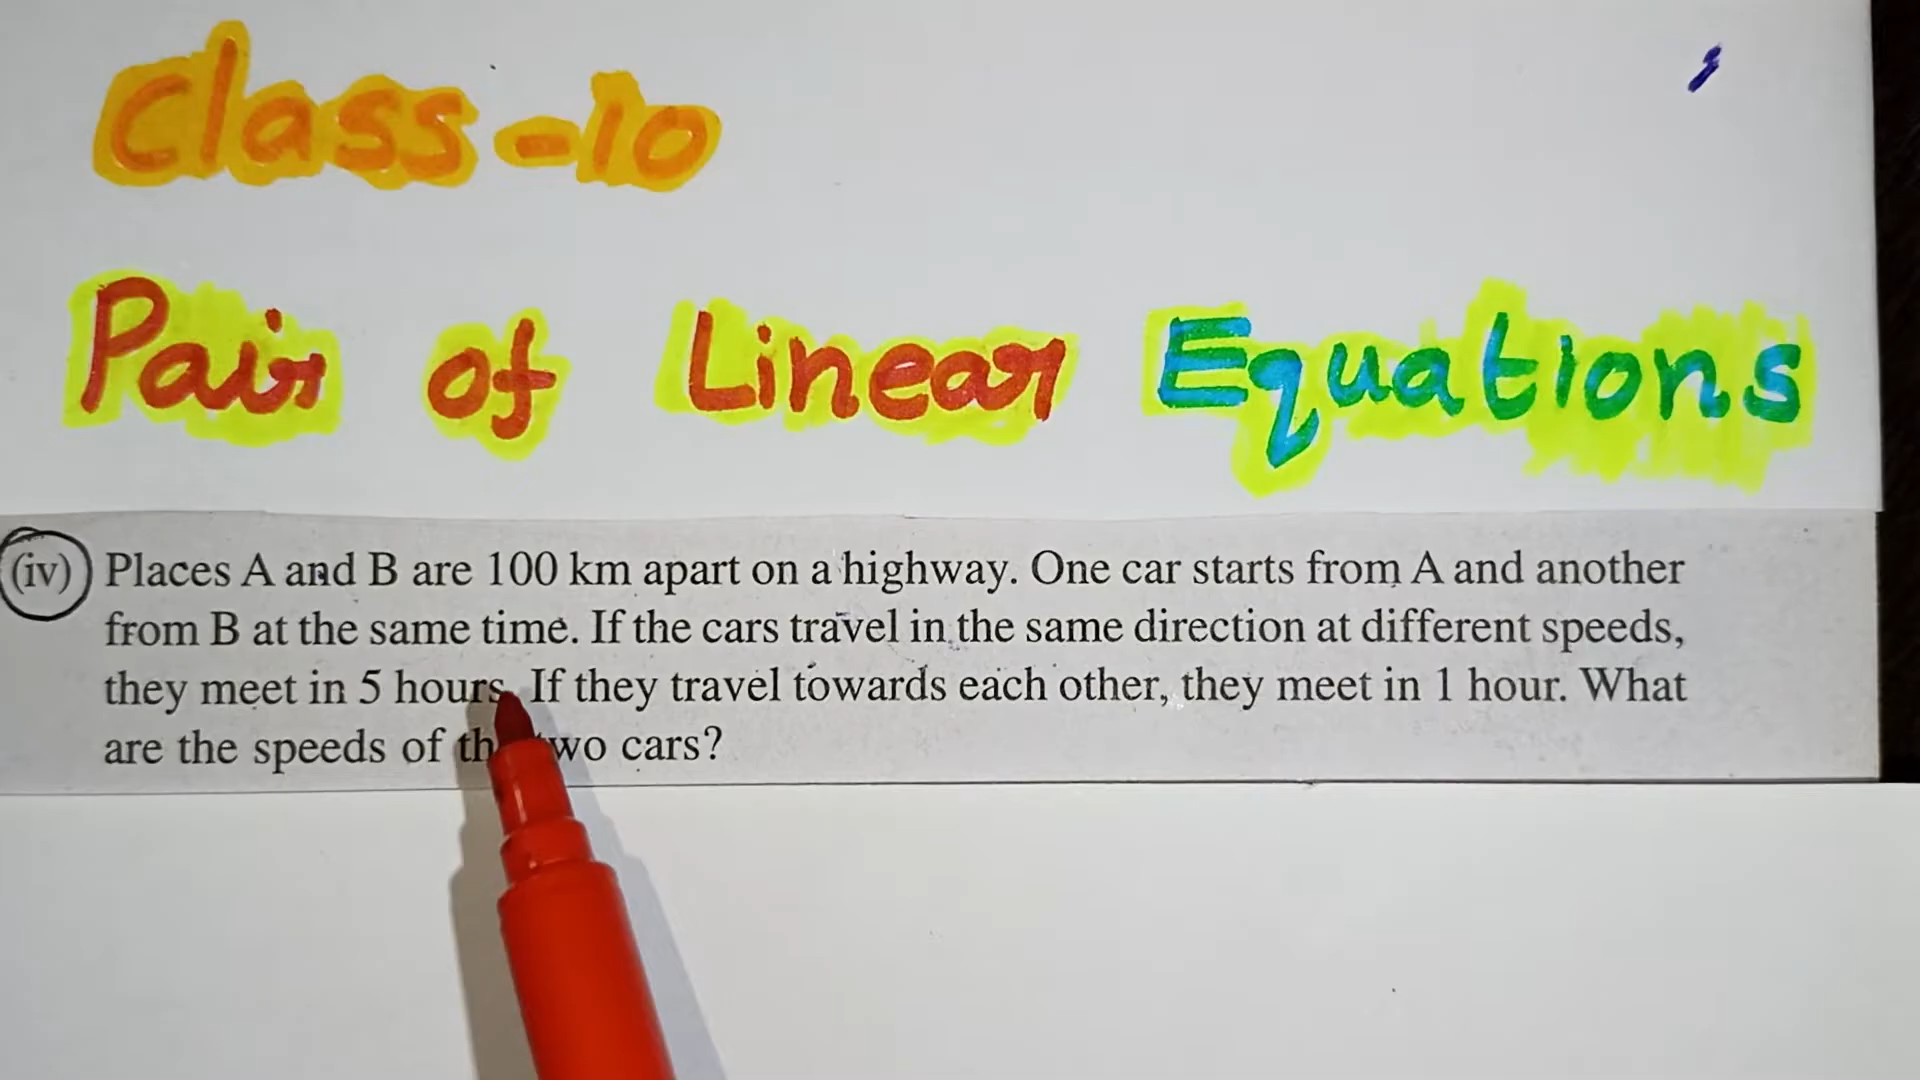 Class-10
Pair of Linear Equations
(iv) Places A and B are 100 km apart on a highway. One car starts from A and another
from B at the same time. If the cars travel in the same direction at different speeds,
they meet in 5 hours. If they travel towards each other, they meet in 1 hour. What
are the speeds of th two cars?